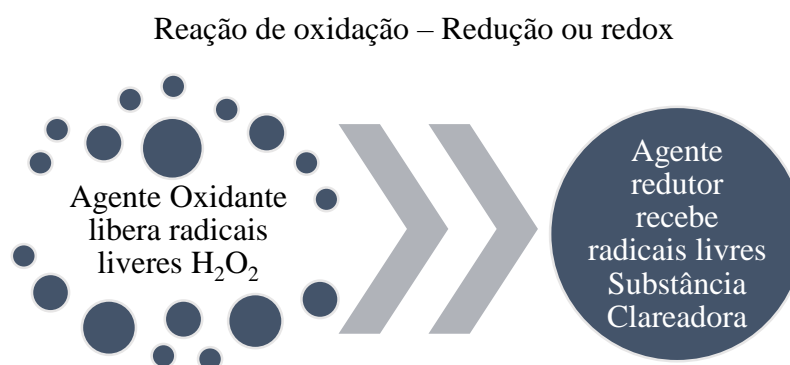 Reação de oxidação – Redução ou redox
Agente Oxidante
libera radicais
liveres H₂O₂
Agente
redutor
recebe
radicais livres
Substância
Clareadora